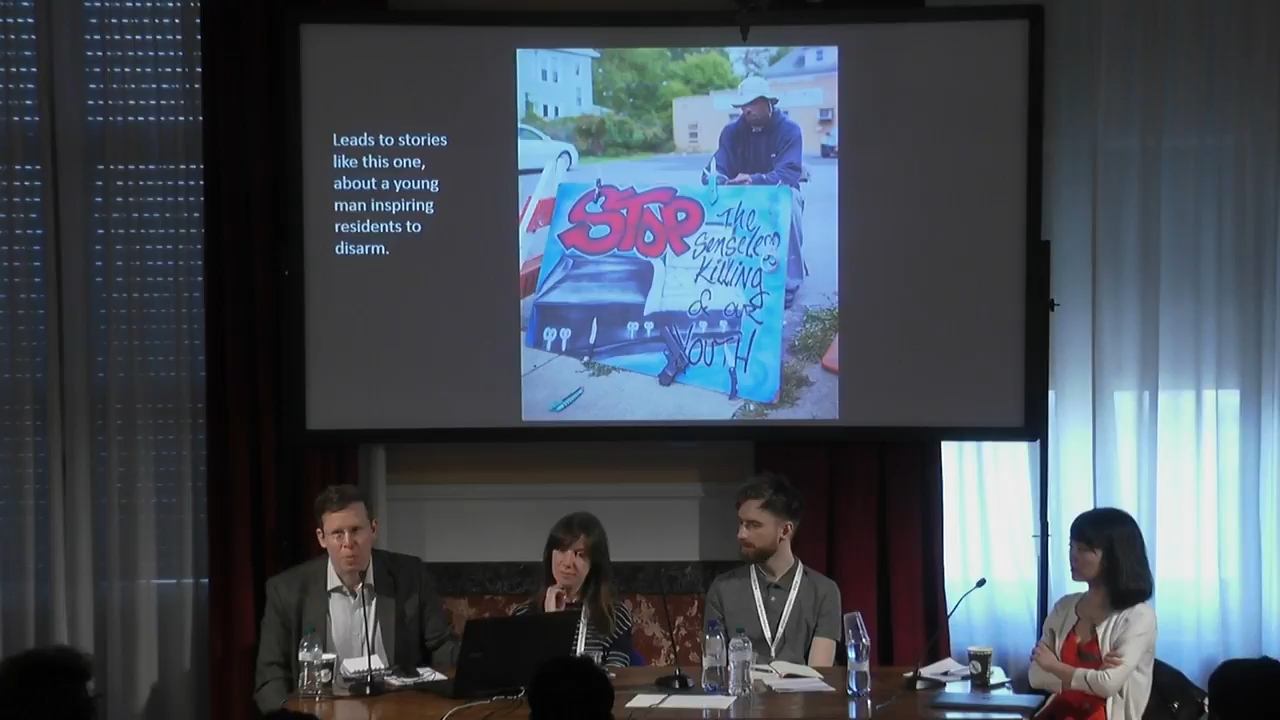 Leads to stories
like this one,
about a young
man inspiring
residents to
disarm.
STOP
The
Senseless
Killing
of our
YOUTH